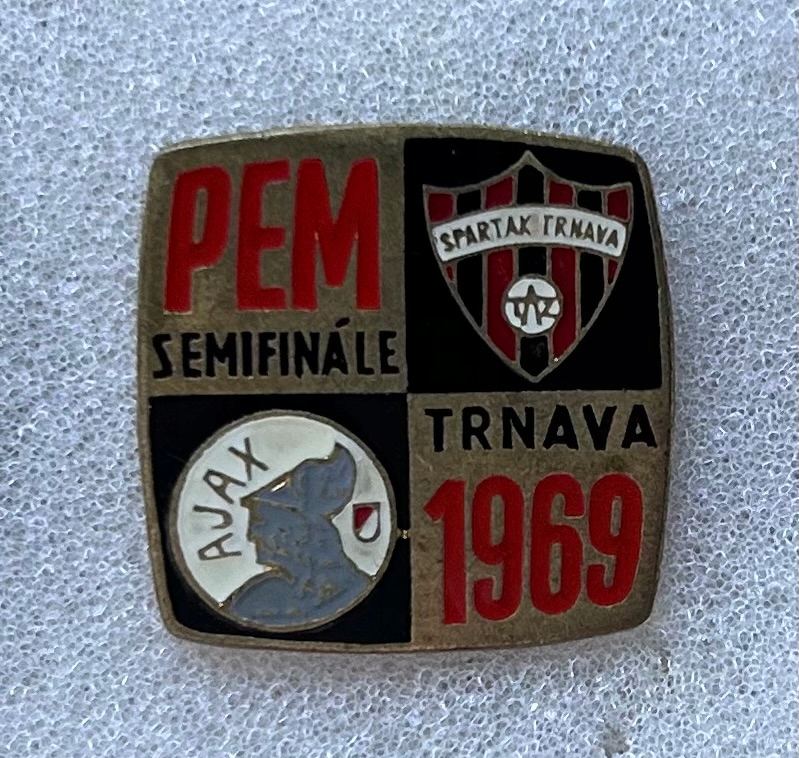 PEM
SEMIFINÁLE
SPARTAK TRNAVA
AJAX
TRNAVA
1969